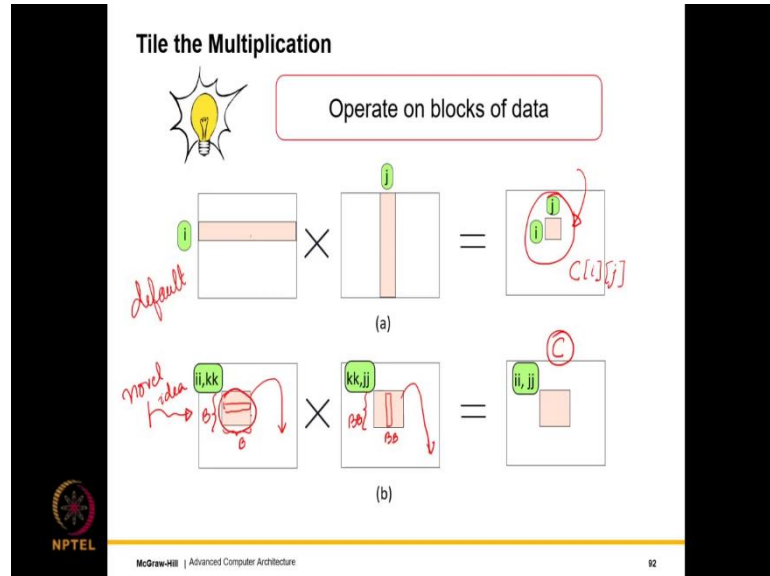 Tile the Multiplication
Operate on blocks of data
j
i
j
i
default
C[i][j]
(a)
C
novel idea
ii,kk
kk,jj
ii, jj
B
B
BB
BB
(b)
NPTEL
McGraw-Hill | Advanced Computer Architecture
92